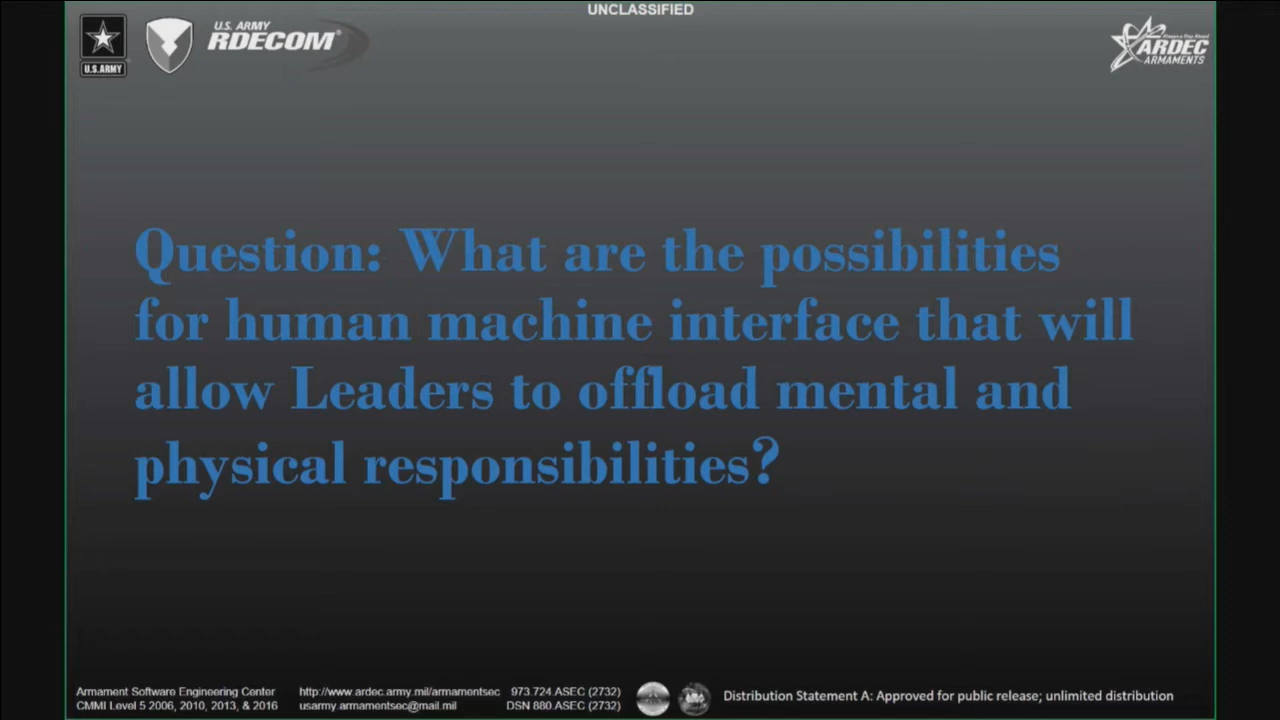 UNCLASSIFIED
U.S. ARMY
U.S. ARMY
RDECOM®
ARDEC
ARMAMENTS
Question: What are the possibilities
for human machine interface that will
allow Leaders to offload mental and
physical responsibilities?
Armament Software Engineering Center
CMMI Level 5 2006, 2010, 2013, & 2016
http://www.ardec.army.mil/armamentsec
usarmy.armamentsec@mail.mil
973.724.ASEC (2732)
DSN 880.ASEC (2732)
Distribution Statement A: Approved for public release; unlimited distribution